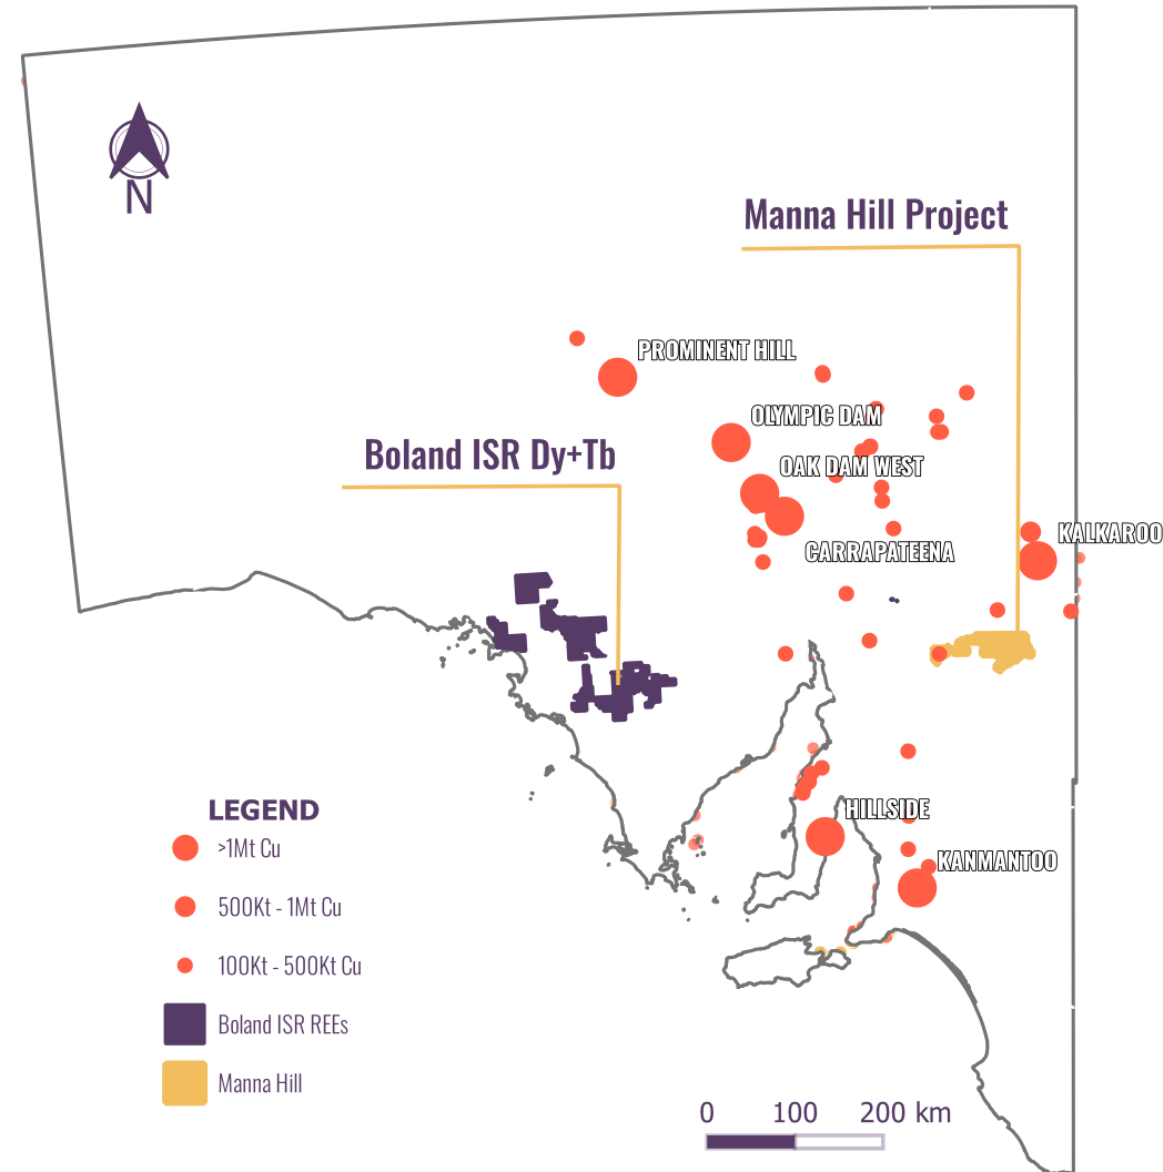 N
Manna Hill Project
PROMINENT HILL
OLYMPIC DAM
Boland ISR Dy+Tb
OAK DAM WEST
KALKAROO
CARRAPATEENA
HILLSIDE
KANMANTOO
LEGEND
>1Mt Cu
500Kt - 1Mt Cu
100Kt - 500Kt Cu
Boland ISR REEs
Manna Hill
0 100 200 km